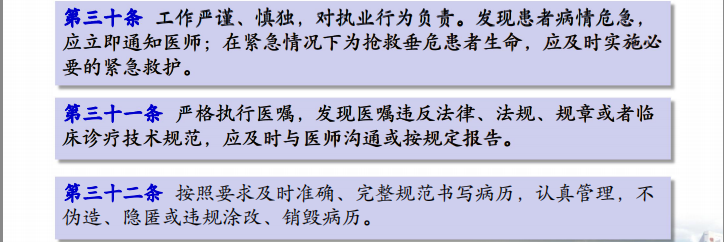 第三十条 工作严谨、慎独，对执业行为负责。发现患者病情危急，
应立即通知医师；在紧急情况下为抢救垂危患者生命，应及时实施必
要的紧急救护。
第三十一条 严格执行医嘱，发现医嘱违反法律、法规、规章或者临
床诊疗技术规范，应及时与医师沟通或按规定报告。
第三十二条 按照要求及时准确、完整规范书写病历，认真管理，不
伪造、隐匿或违规涂改、销毁病历。